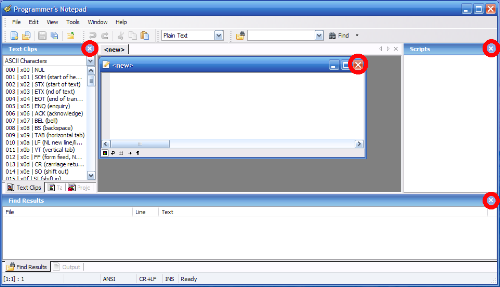 Programmer's Notepad
File Edit View Tools Window Help
Plain Text
Find
Text Clips
<new>
Scripts
ASCII Characters
<new>
000 | x00 | NUL
001 | x01 | SOH (start of he...
002 | x02 | STX (start of text)
003 | x03 | ETX (nd of text)
004 | x04 | EOT (end of tran...
005 | x05 | ENQ (enquiry)
006 | x06 | ACK (acknowledge)
007 | x07 | BEL (bell)
008 | x08 | BS (backspace)
009 | x09 | TAB (horizontal tab)
010 | x0a | LF (NL new line/l...
011 | x0b | VT (vertical tab)
012 | x0c | FF (form feed, N...
013 | x0d | CR (carriage retu...
014 | x0e | SO (shift out)
015 | x0f | SI (shift in)
Text Clips
Proje
Find Results
File Line Text
Find Results Output
[1:1] : 1 ANSI CR+LF INS Ready